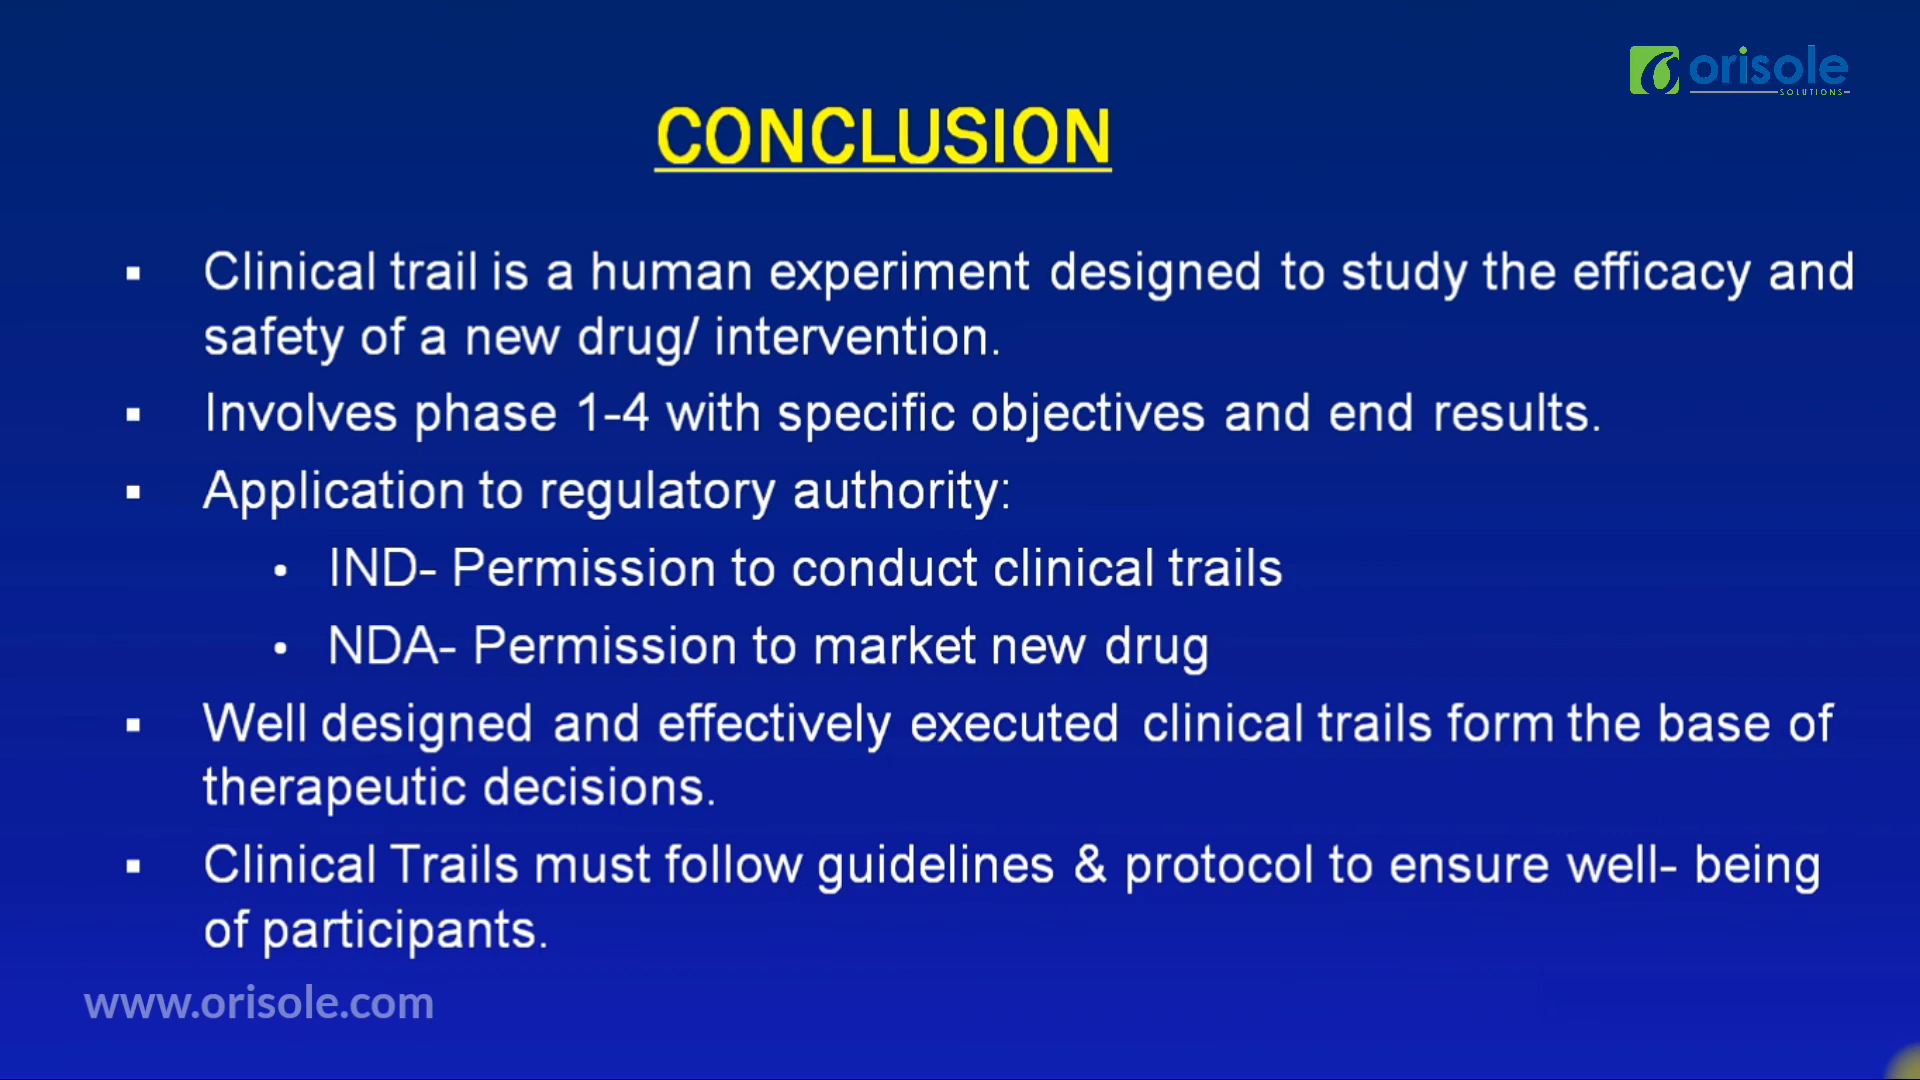 orisole
SOLUTIONS
CONCLUSION
▪ Clinical trail is a human experiment designed to study the efficacy and
safety of a new drug/ intervention.
▪ Involves phase 1-4 with specific objectives and end results.
▪ Application to regulatory authority:
• IND- Permission to conduct clinical trails
• NDA- Permission to market new drug
▪ Well designed and effectively executed clinical trails form the base of
therapeutic decisions.
▪ Clinical Trails must follow guidelines & protocol to ensure well- being
of participants.
www.orisole.com